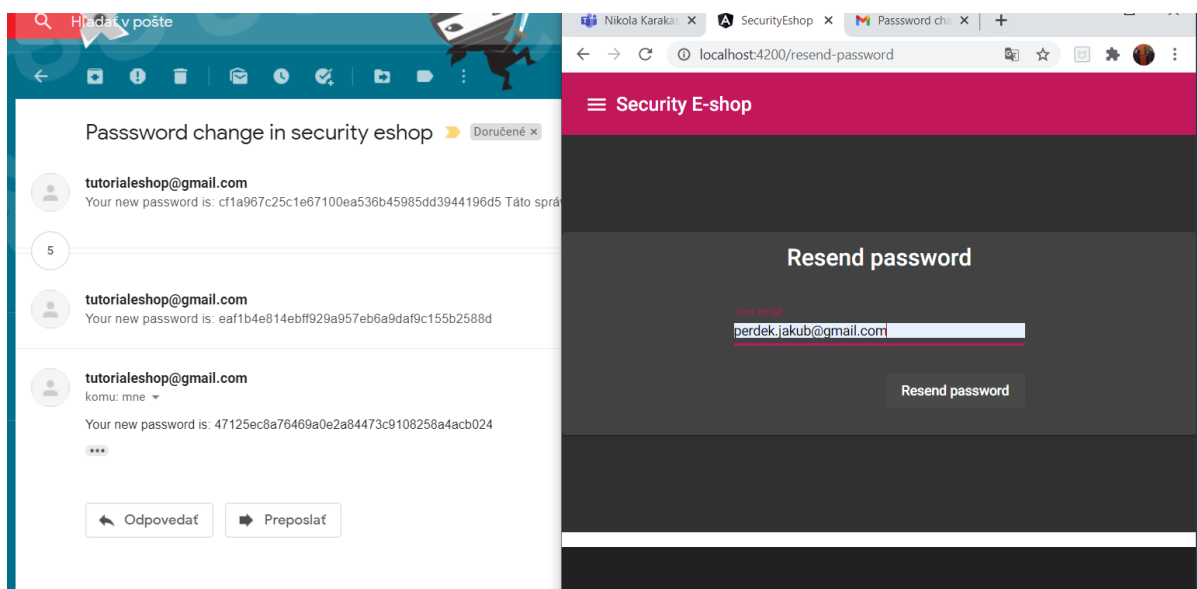 Hľadať v pošte
Passsword change in security eshop Doručené ×
tutorialeshop@gmail.com
Your new password is: cf1a967c25c1e67100ea536b45985dd3944196d5 Táto sprá
5
tutorialeshop@gmail.com
Your new password is: eaf1b4e814ebff929a957eb6a9daf9c155b2588d
tutorialeshop@gmail.com
komu: mne
Your new password is: 47125ec8a76469a0e2a84473c9108258a4acb024
Odpovedať Preposlať
Nikola Karakas SecurityEshop Passsword cha
localhost:4200/resend-password
Security E-shop
Resend password
Your email
perdek.jakub@gmail.com
Resend password